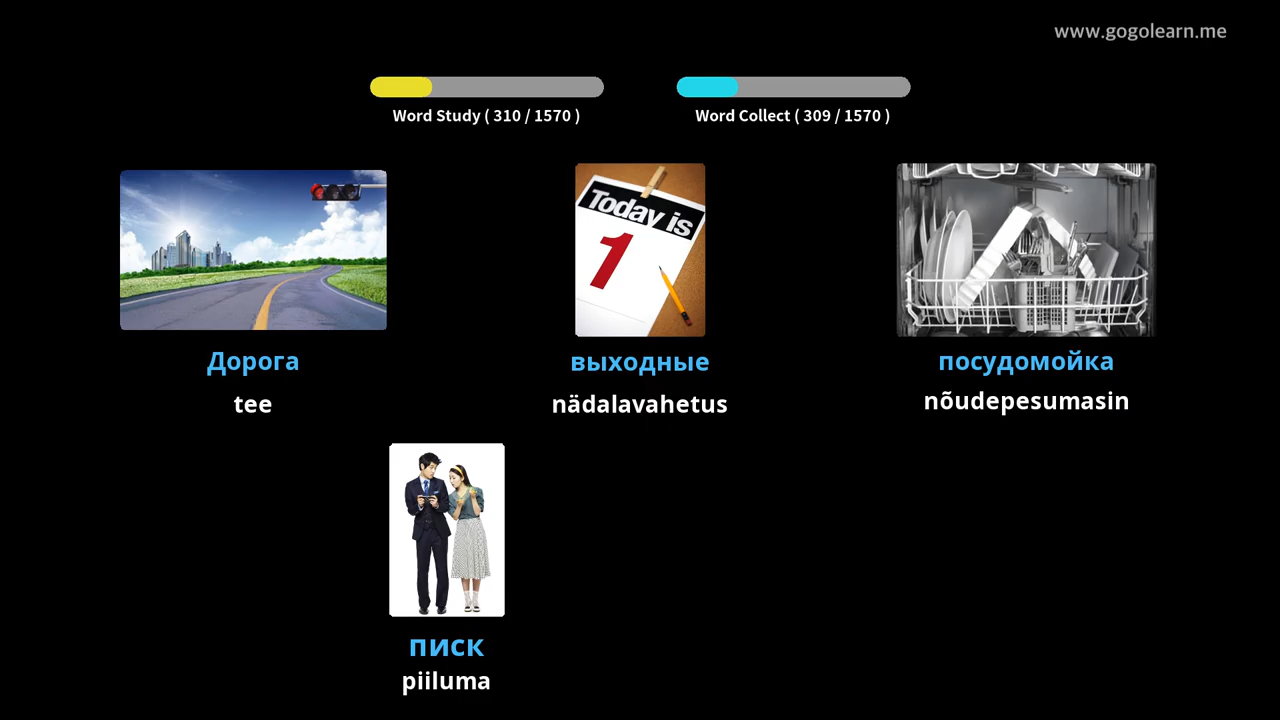 www.gogolearn.me
Word Study ( 310 / 1570 )
Word Collect ( 309 / 1570 )
Today is
1
Дорога
выходные
посудомойка
tee
nädalavahetus
nõudepesumasin
писк
piiluma